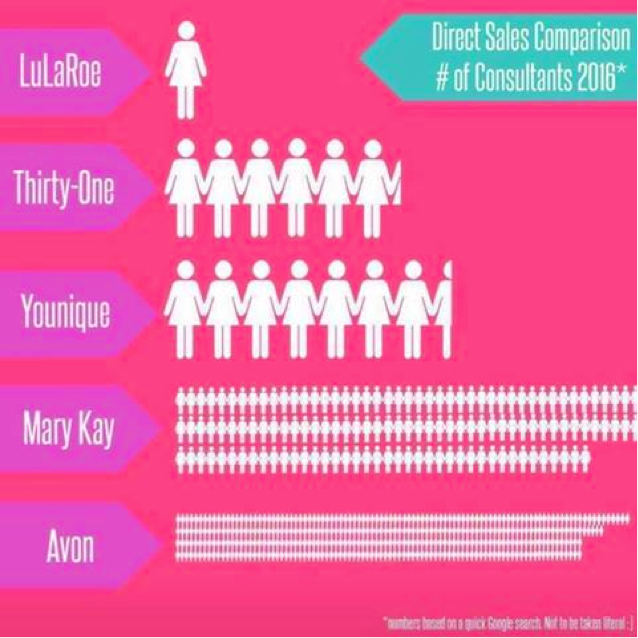 Direct Sales Comparison
# of Consultants 2016*
LuLaRoe
Thirty-One
Younique
Mary Kay
Avon
*numbers based on a quick Google search. Not to be taken literal :)